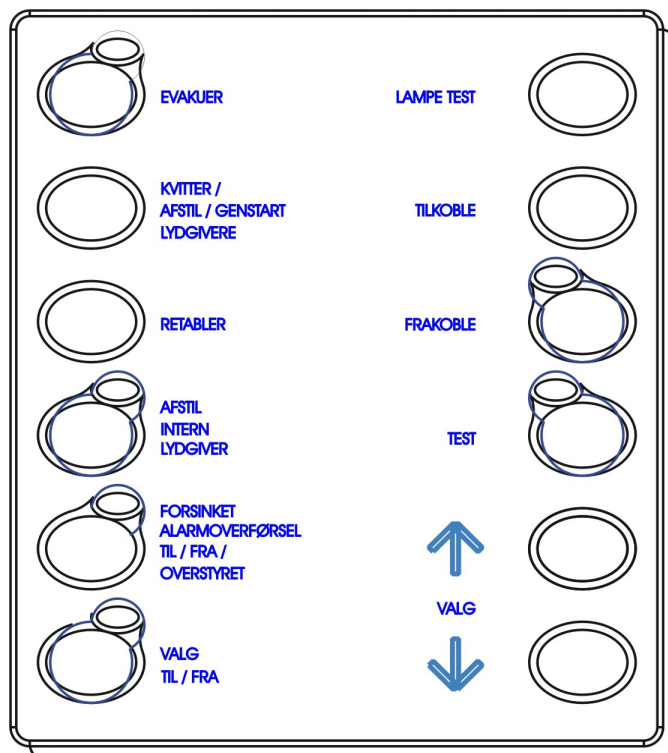 EVAKUER
LAMPE TEST
KVITTER /
AFSTIL / GENSTART
LYDGIVERE
TILKOBLE
RETABLER
FRAKOBLE
AFSTIL
INTERN
LYDGIVER
TEST
FORSINKET
ALARMOVERFØRSEL
TIL / FRA /
OVERSTYRET
VALG
VALG
TIL / FRA